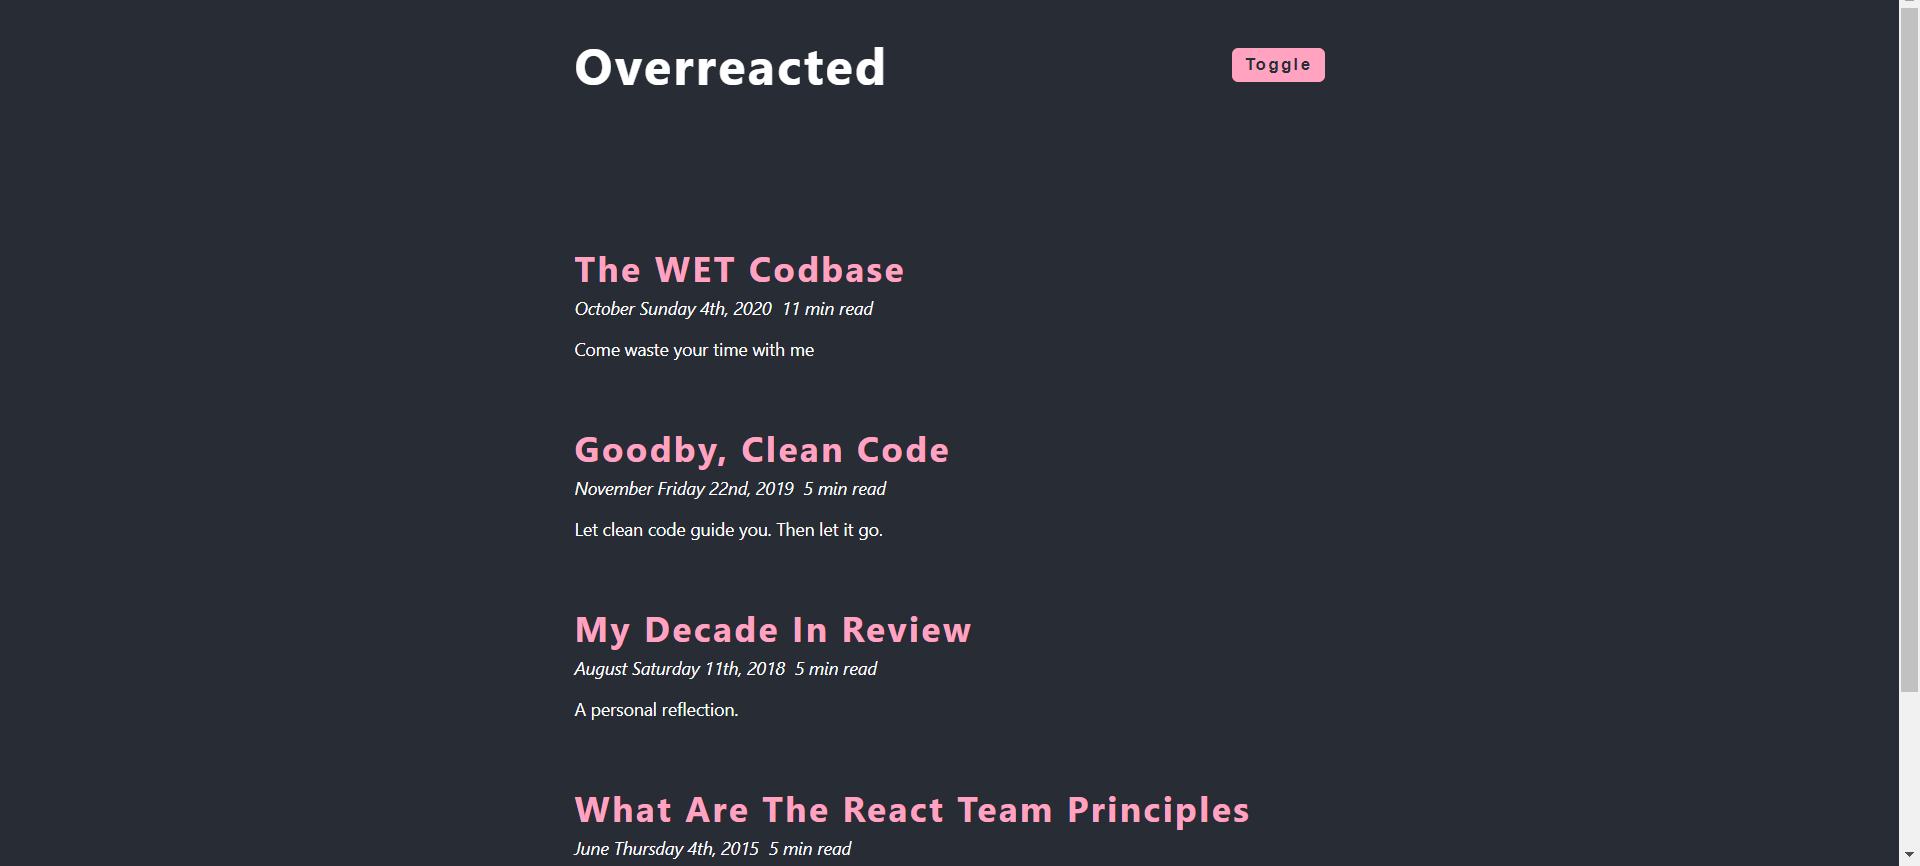 Overreacted
Toggle
The WET Codbase
October Sunday 4th, 2020 11 min read
Come waste your time with me
Goodby, Clean Code
November Friday 22nd, 2019 5 min read
Let clean code guide you. Then let it go.
My Decade In Review
August Saturday 11th, 2018 5 min read
A personal reflection.
What Are The React Team Principles
June Thursday 4th, 2015 5 min read